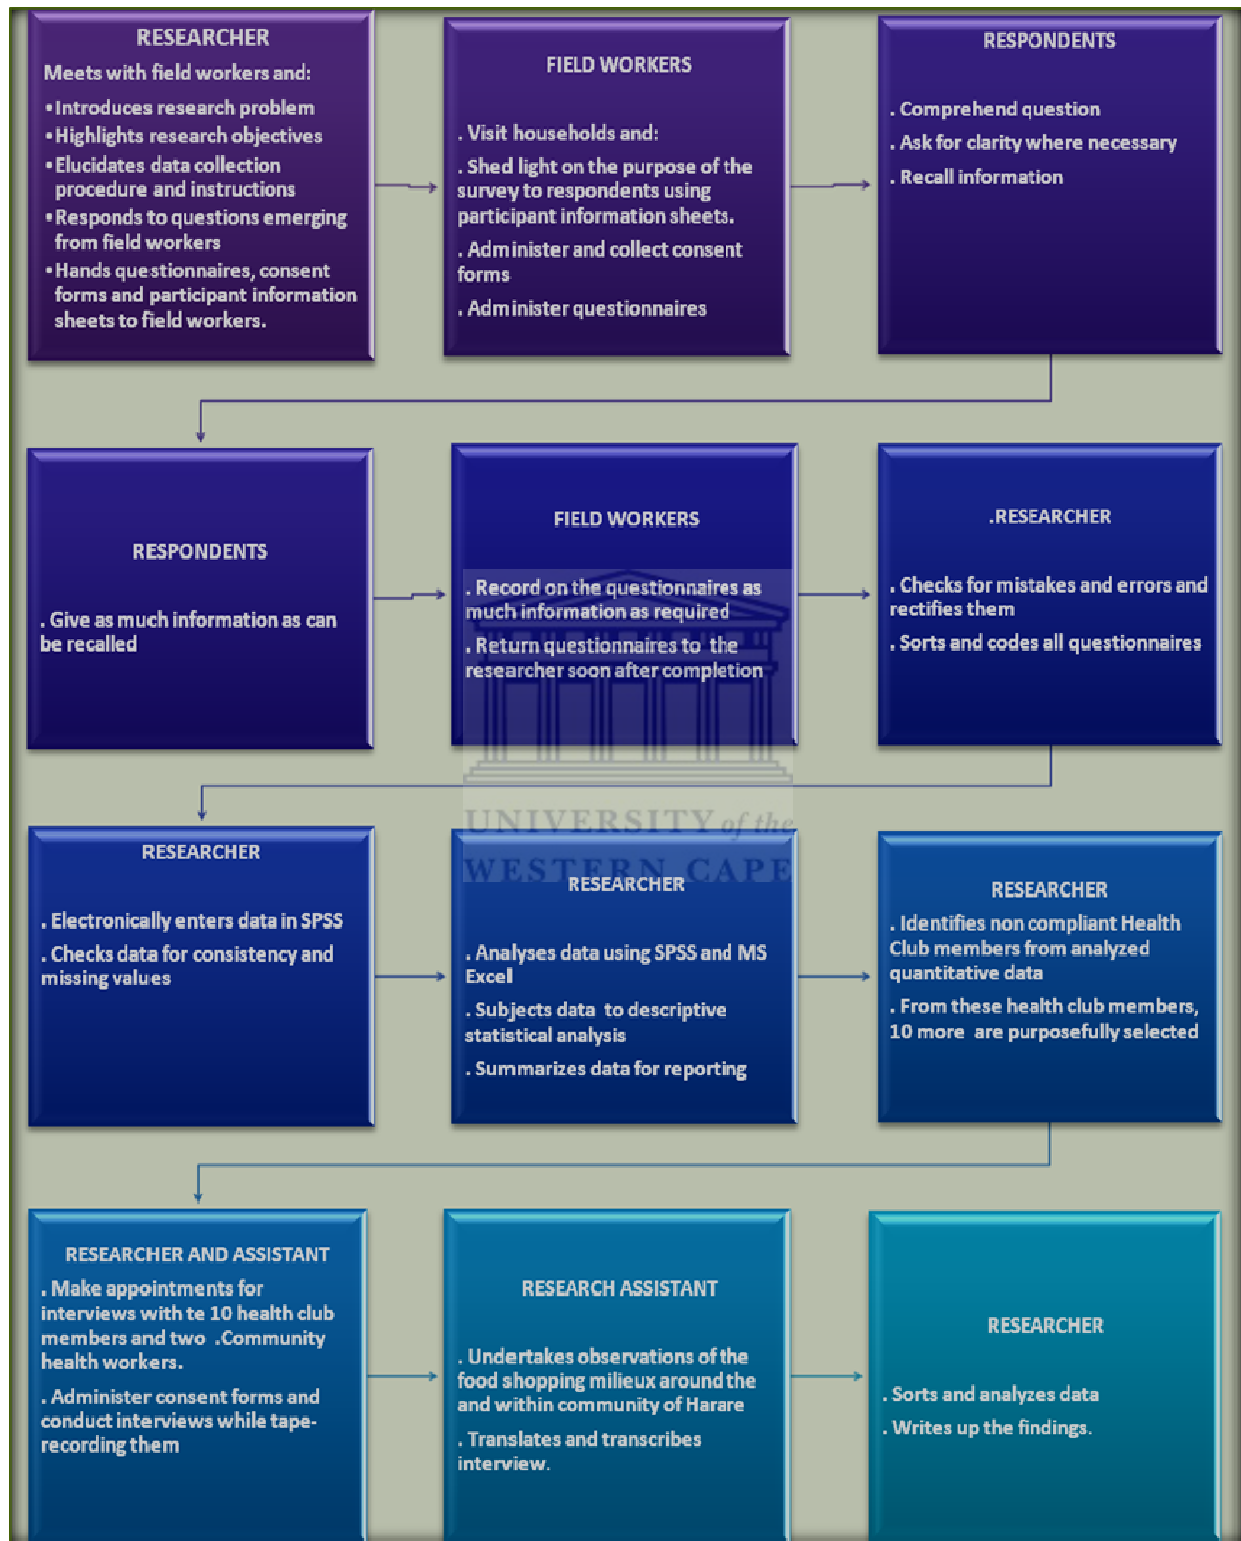 RESEARCHER
Meets with field workers and:
•Introduces research problem
•Highlights research objectives
•Elucidates data collection
procedure and instructions
•Responds to questions emerging
from field workers
•Hands questionnaires, consent
forms and participant information
sheets to field workers.
FIELD WORKERS
. Visit households and:
. Shed light on the purpose of the
survey to respondents using
participant information sheets.
. Administer and collect consent
forms
. Administer questionnaires
RESPONDENTS
. Comprehend question
. Ask for clarity where necessary
. Recall information
RESPONDENTS
. Give as much information as can
be recalled
FIELD WORKERS
. Record on the questionnaires as
much information as required
. Return questionnaires to the
researcher soon after completion
.RESEARCHER
. Checks for mistakes and errors and
rectifies them
. Sorts and codes all questionnaires
UNIVERSITY of the
WESTERN CAPE
RESEARCHER
. Electronically enters data in SPSS
. Checks data for consistency and
missing values
RESEARCHER
. Analyses data using SPSS and MS
Excel
. Subjects data to descriptive
statistical analysis
. Summarizes data for reporting
RESEARCHER
. Identifies non compliant Health
Club members from analyzed
quantitative data
. From these health club members,
10 more are purposefully selected
RESEARCHER AND ASSISTANT
. Make appointments for
interviews with te 10 health club
members and two .Community
health workers.
. Administer consent forms and
conduct interviews while tape-
recording them
RESEARCH ASSISTANT
. Undertakes observations of the
food shopping milieux around the
and within community of Harare
. Translates and transcribes
interview.
RESEARCHER
. Sorts and analyzes data
. Writes up the findings.